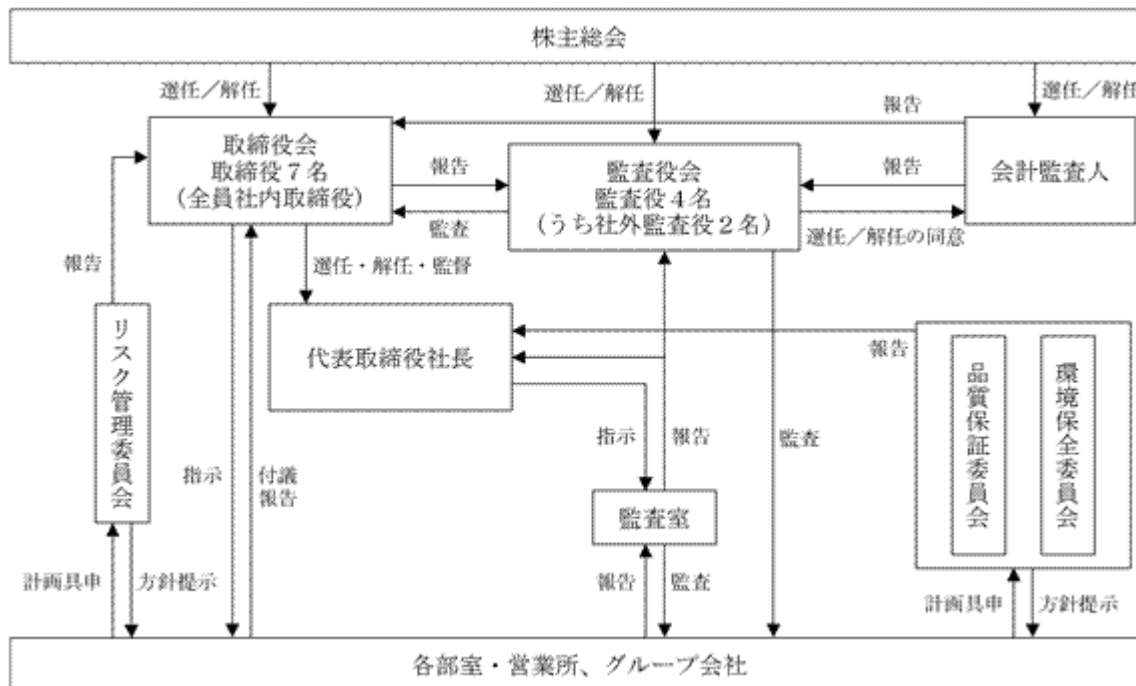 株主総会
選任／解任
選任／解任
選任／解任
報告
取締役会
取締役７名
（全員社内取締役）
報告
監査
監査役会
監査役４名
（うち社外監査役２名）
報告
選任／解任の同意
会計監査人
報告
選任・解任・監督
代表取締役社長
報告
リスク管理委員会
品質保証委員会
環境保全委員会
指示
付議
報告
指示
報告
監査
監査室
計画具申
方針提示
報告
監査
計画具申
方針提示
各部室・営業所、グループ会社